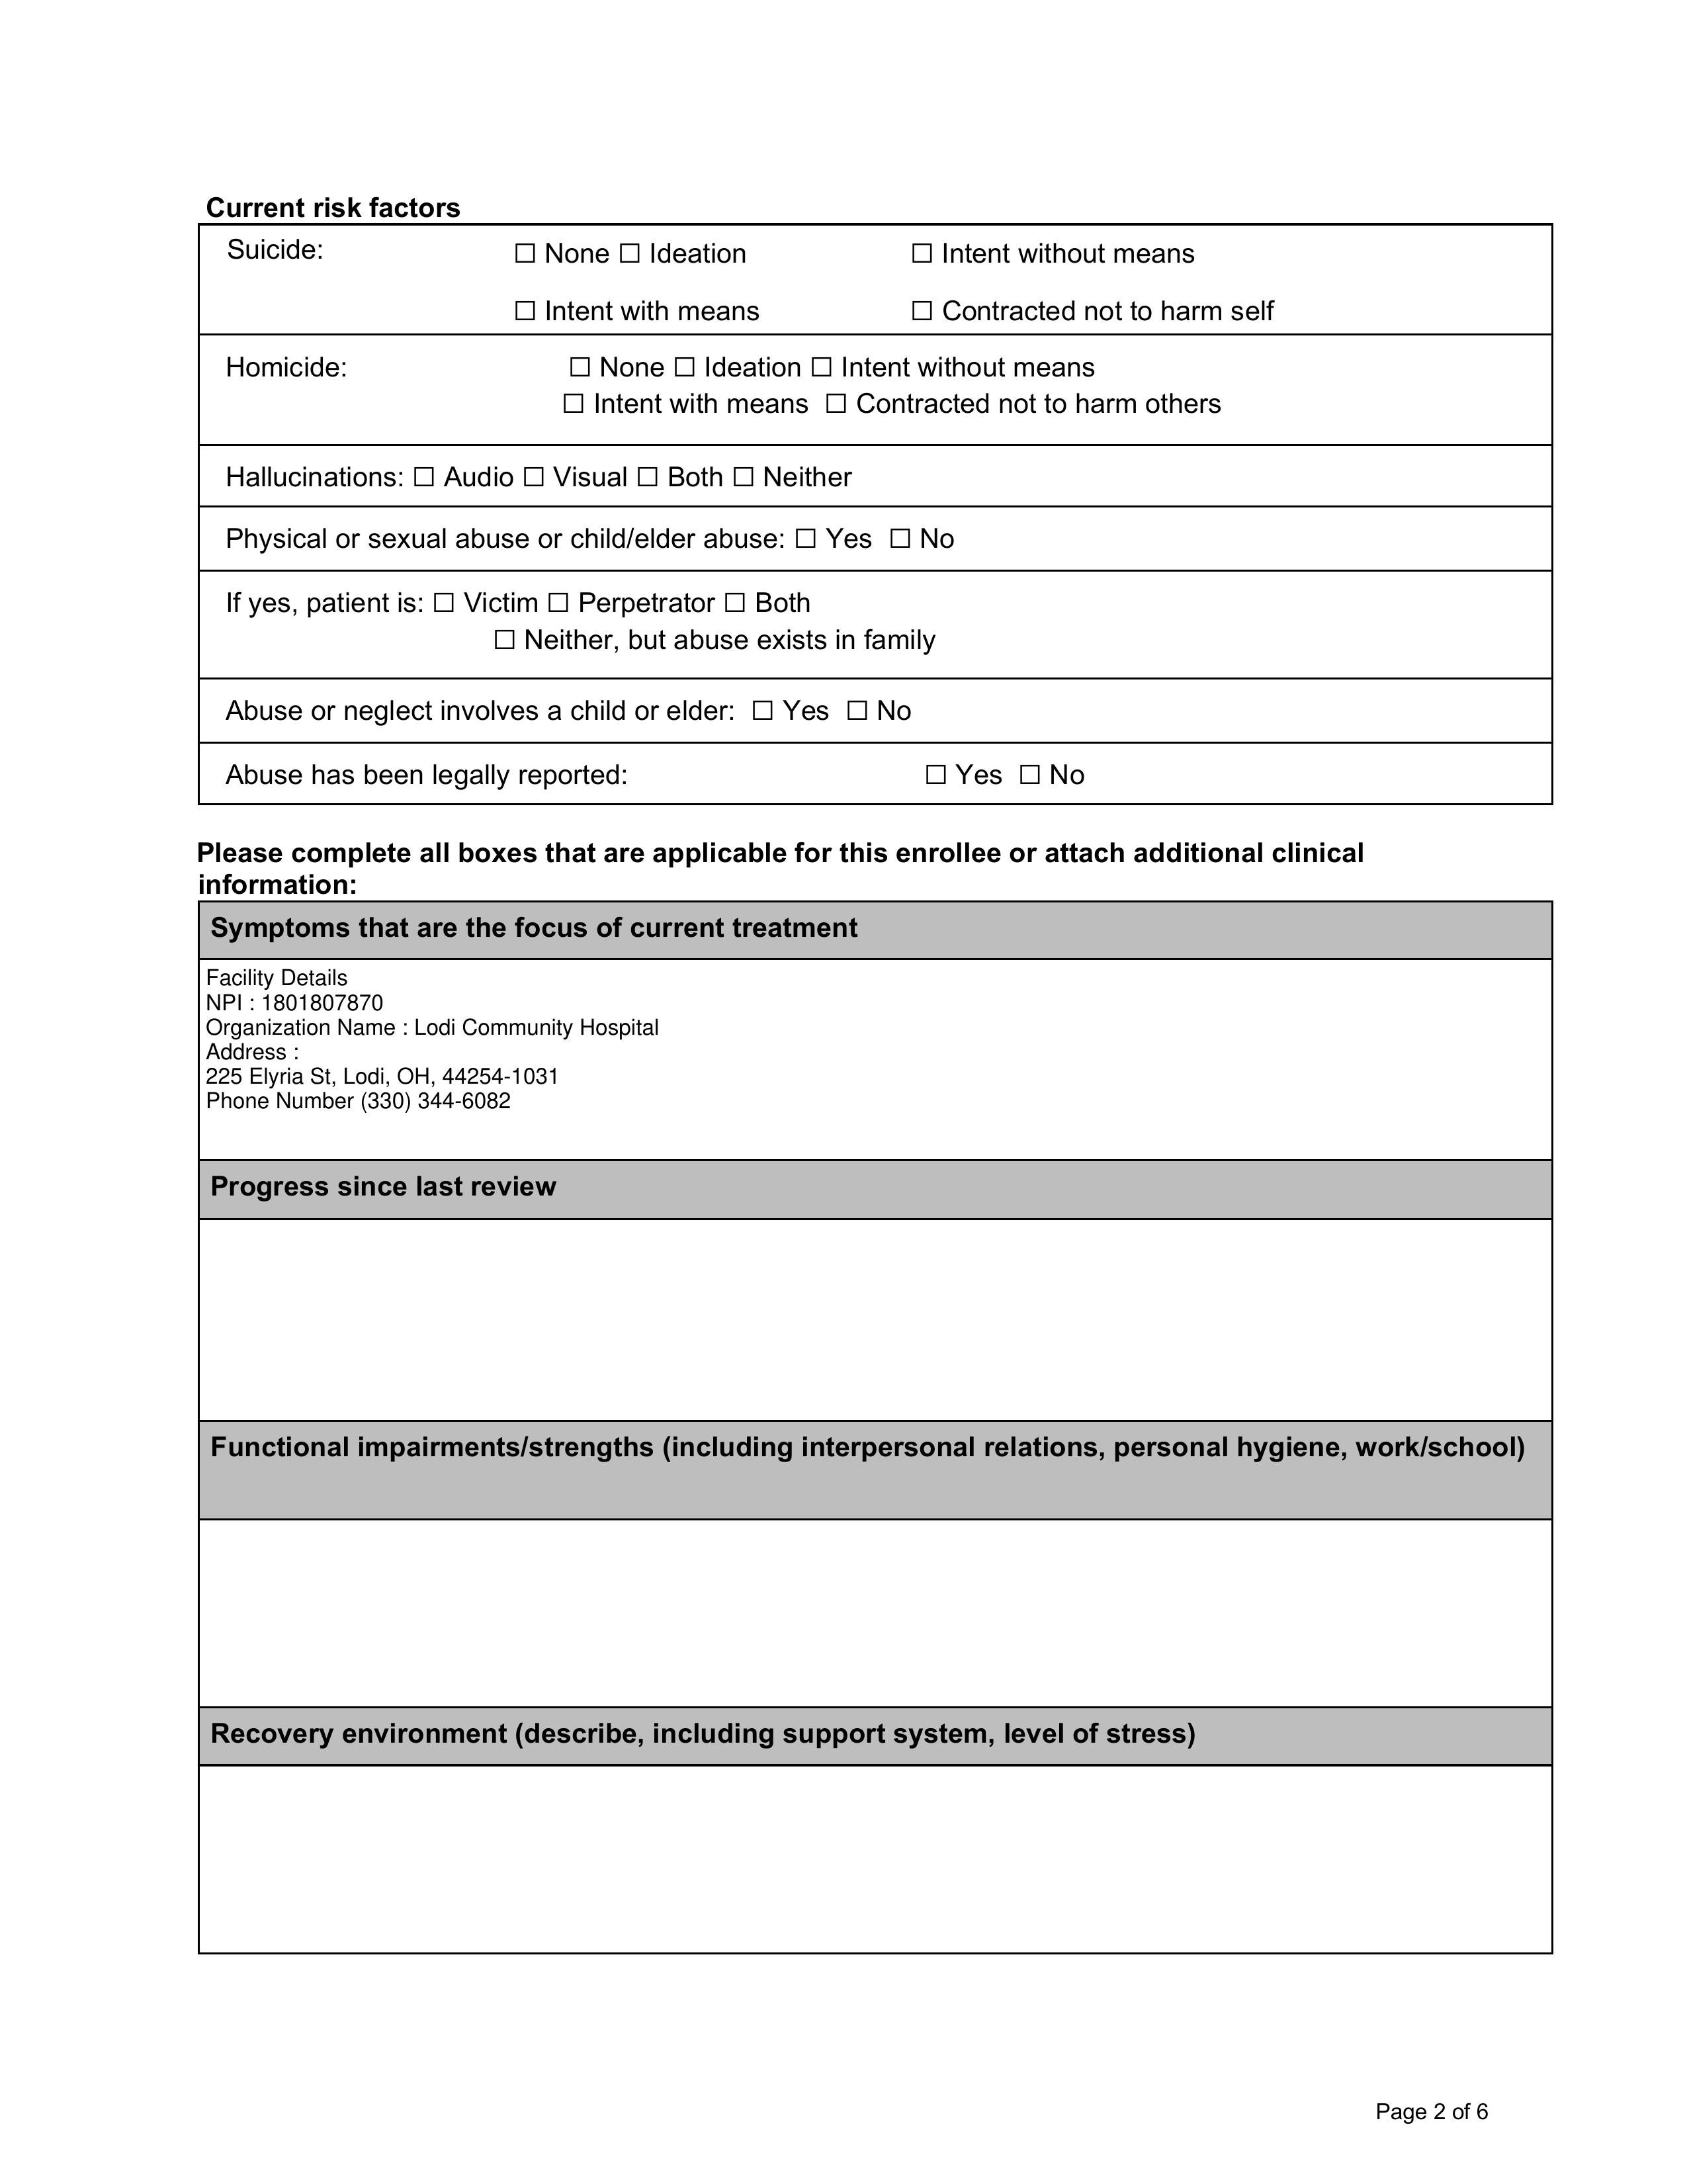 Current risk factors
Suicide: ☐ None ☐ Ideation ☐ Intent without means
☐ Intent with means ☐ Contracted not to harm self
Homicide: ☐ None ☐ Ideation ☐ Intent without means
☐ Intent with means ☐ Contracted not to harm others
Hallucinations: ☐ Audio ☐ Visual ☐ Both ☐ Neither
Physical or sexual abuse or child/elder abuse: ☐ Yes ☐ No
If yes, patient is: ☐ Victim ☐ Perpetrator ☐ Both
☐ Neither, but abuse exists in family
Abuse or neglect involves a child or elder: ☐ Yes ☐ No
Abuse has been legally reported: ☐ Yes ☐ No
Please complete all boxes that are applicable for this enrollee or attach additional clinical
information:
Symptoms that are the focus of current treatment
Facility Details
NPI : 1801807870
Organization Name : Lodi Community Hospital
Address :
225 Elyria St, Lodi, OH, 44254-1031
Phone Number (330) 344-6082
Progress since last review
Functional impairments/strengths (including interpersonal relations, personal hygiene, work/school)
Recovery environment (describe, including support system, level of stress)
Page 2 of 6